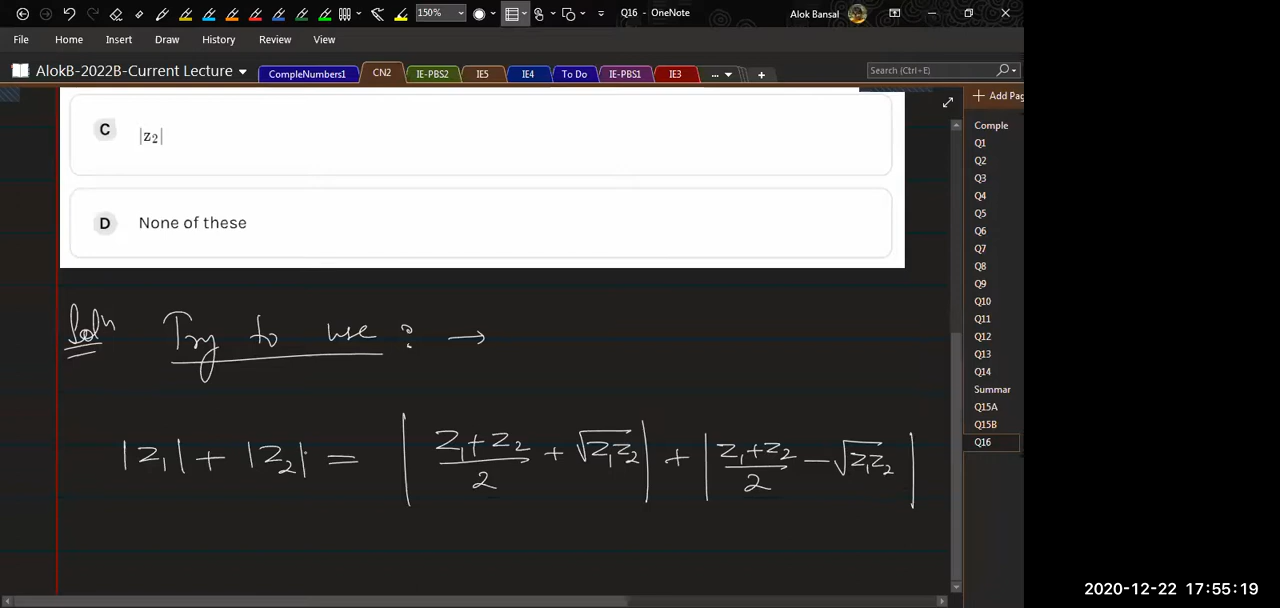 150% Q16 - OneNote Alok Bansal
File Home Insert Draw History Review View
AlokB-2022B-Current Lecture CompleNumbers1 CN2 IE-PBS2 IE5 IE4 To Do IE-PBS1 IE3 ... + Search (Ctrl+E)
+ Add Pag
C |z₂|
D None of these
Comple
Q1
Q2
Q3
Q4
Q5
Q6
Q7
Q8
Q9
Q10
Q11
Q12
Q13
Q14
Summar
Q15A
Q15B
Q16
Solⁿ Try to use : →
|z₁| + |z₂| = | (z₁+z₂)/2 + √(z₁z₂) | + | (z₁+z₂)/2 − √(z₁z₂) |
2020-12-22 17:55:19